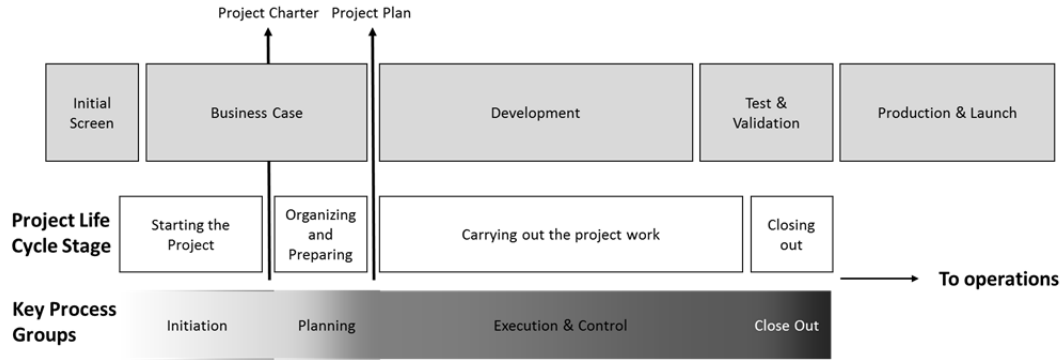 Project Charter
Project Plan
Initial
Screen
Business Case
Development
Test &
Validation
Production & Launch
Project Life
Cycle Stage
Starting the
Project
Organizing
and
Preparing
Carrying out the project work
Closing
out
To operations
Key Process
Groups
Initiation
Planning
Execution & Control
Close Out